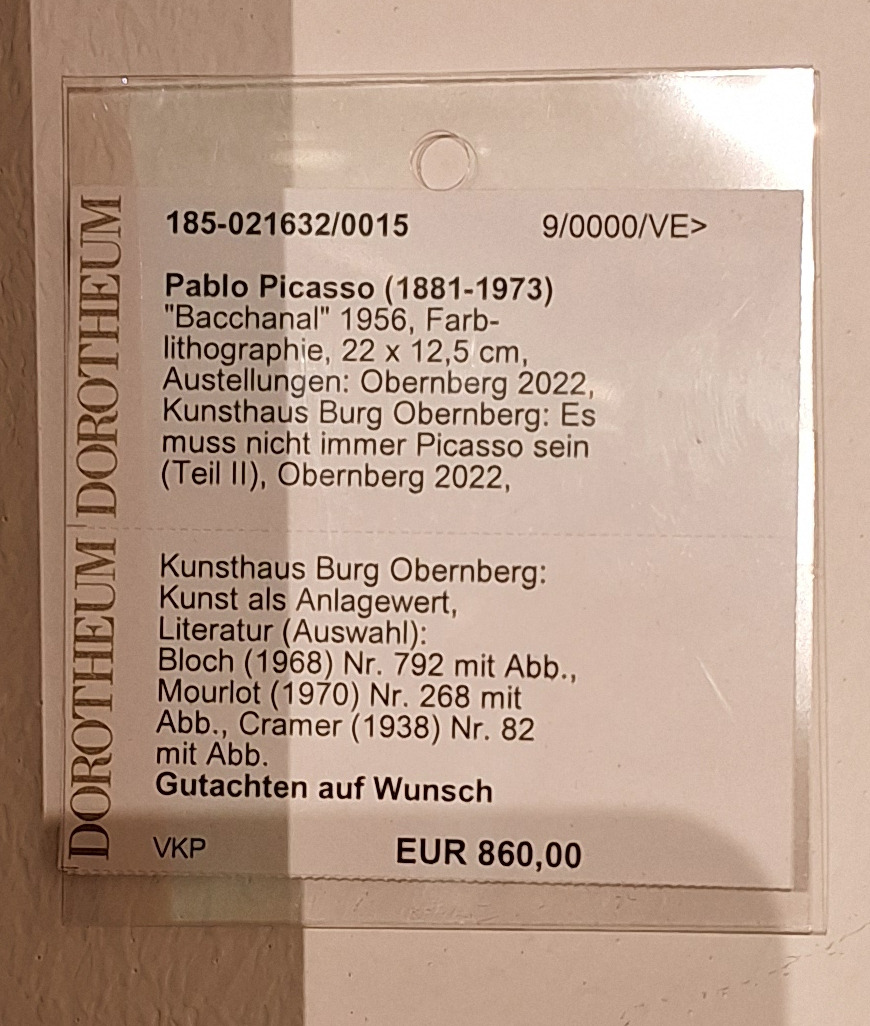 185-021632/0015 9/0000/VE>
Pablo Picasso (1881-1973)
"Bacchanal" 1956, Farb-
lithographie, 22 x 12,5 cm,
Austellungen: Obernberg 2022,
Kunsthaus Burg Obernberg: Es
muss nicht immer Picasso sein
(Teil II), Obernberg 2022,
Kunsthaus Burg Obernberg:
Kunst als Anlagewert,
Literatur (Auswahl):
Bloch (1968) Nr. 792 mit Abb.,
Mourlot (1970) Nr. 268 mit
Abb., Cramer (1938) Nr. 82
mit Abb.
Gutachten auf Wunsch
VKP EUR 860,00
DOROTHEUM
DOROTHEUM